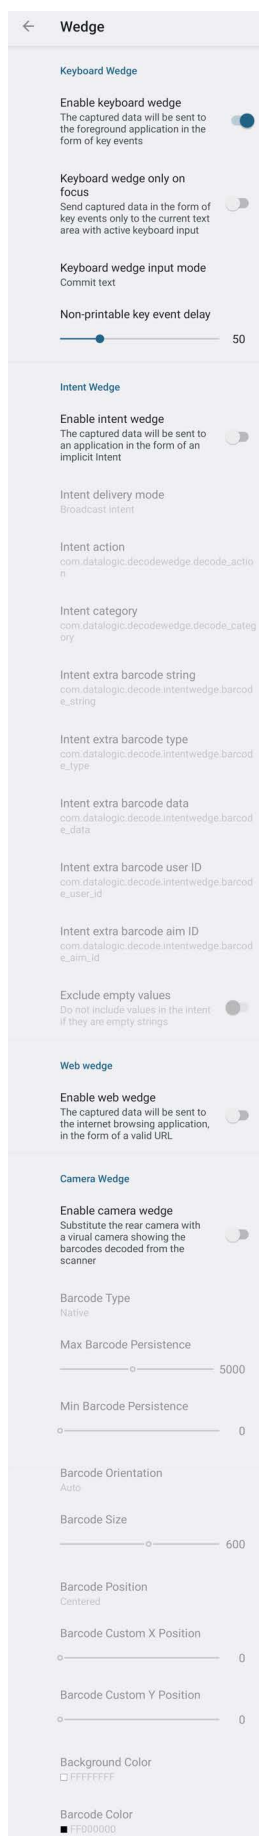 Wedge
Keyboard Wedge
Enable keyboard wedge
The captured data will be sent to
the foreground application in the
form of key events
Keyboard wedge only on
focus
Send captured data in the form of
key events only to the current text
area with active keyboard input
Keyboard wedge input mode
Commit text
Non-printable key event delay
50
Intent Wedge
Enable intent wedge
The captured data will be sent to
an application in the form of an
implicit Intent
Intent delivery mode
Broadcast intent
Intent action
com.datalogic.decodewedge.decode_actio
n
Intent category
com.datalogic.decodewedge.decode_categ
ory
Intent extra barcode string
com.datalogic.decode.intentwedge.barcod
e_string
Intent extra barcode type
com.datalogic.decode.intentwedge.barcod
e_type
Intent extra barcode data
com.datalogic.decode.intentwedge.barcod
e_data
Intent extra barcode user ID
com.datalogic.decode.intentwedge.barcod
e_user_id
Intent extra barcode aim ID
com.datalogic.decode.intentwedge.barcod
e_aim_id
Exclude empty values
Do not include values in the intent
if they are empty strings
Web wedge
Enable web wedge
The captured data will be sent to
the internet browsing application,
in the form of a valid URL
Camera Wedge
Enable camera wedge
Substitute the rear camera with
a virual camera showing the
barcodes decoded from the
scanner
Barcode Type
Native
Max Barcode Persistence
5000
Min Barcode Persistence
0
Barcode Orientation
Auto
Barcode Size
600
Barcode Position
Centered
Barcode Custom X Position
0
Barcode Custom Y Position
0
Background Color
FFFFFFFF
Barcode Color
FF000000